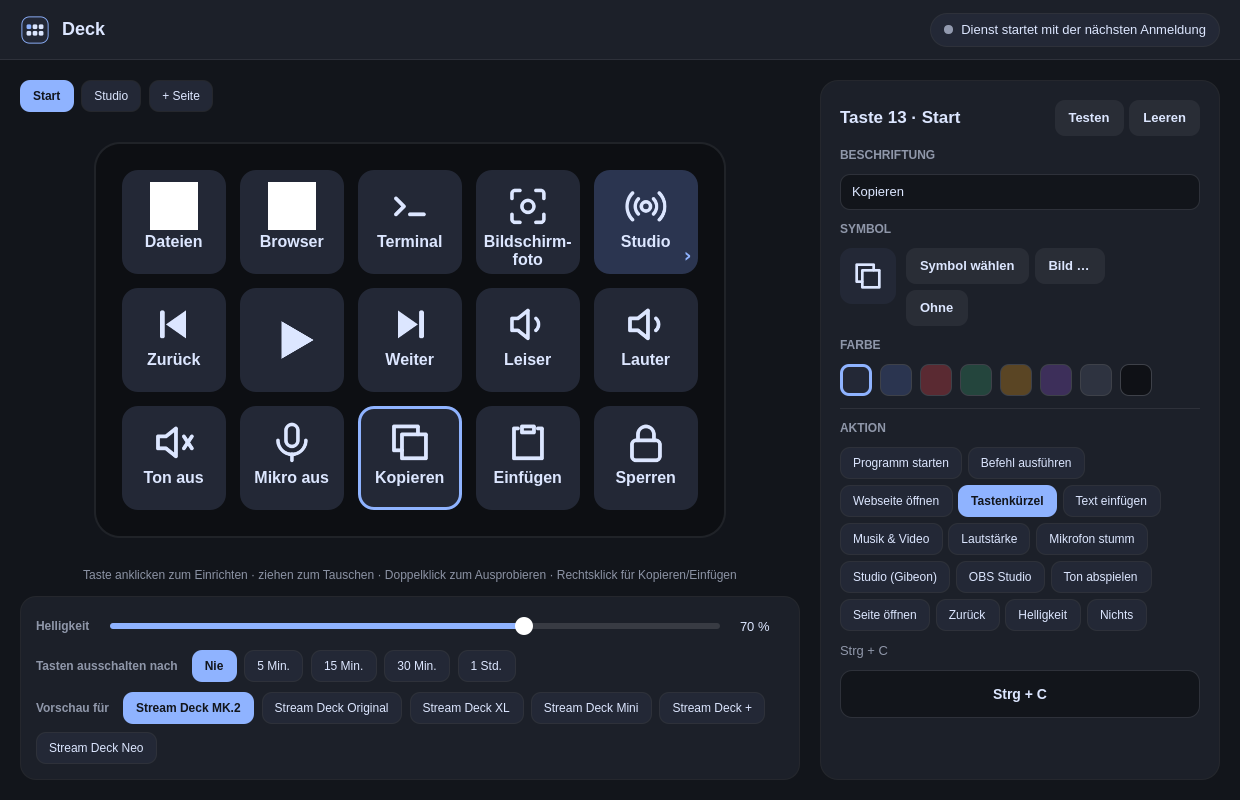 Deck
Dienst startet mit der nächsten Anmeldung
Start
Studio
+ Seite
Dateien
Browser
Terminal
Bildschirm-
foto
Studio
Zurück
Weiter
Leiser
Lauter
Ton aus
Mikro aus
Kopieren
Einfügen
Sperren
Taste anklicken zum Einrichten · ziehen zum Tauschen · Doppelklick zum Ausprobieren · Rechtsklick für Kopieren/Einfügen
Helligkeit
70 %
Tasten ausschalten nach
Nie
5 Min.
15 Min.
30 Min.
1 Std.
Vorschau für
Stream Deck MK.2
Stream Deck Original
Stream Deck XL
Stream Deck Mini
Stream Deck +
Stream Deck Neo
Taste 13 · Start
Testen
Leeren
BESCHRIFTUNG
Kopieren
SYMBOL
Symbol wählen
Bild …
Ohne
FARBE
AKTION
Programm starten
Befehl ausführen
Webseite öffnen
Tastenkürzel
Text einfügen
Musik & Video
Lautstärke
Mikrofon stumm
Studio (Gibeon)
OBS Studio
Ton abspielen
Seite öffnen
Zurück
Helligkeit
Nichts
Strg + C
Strg + C